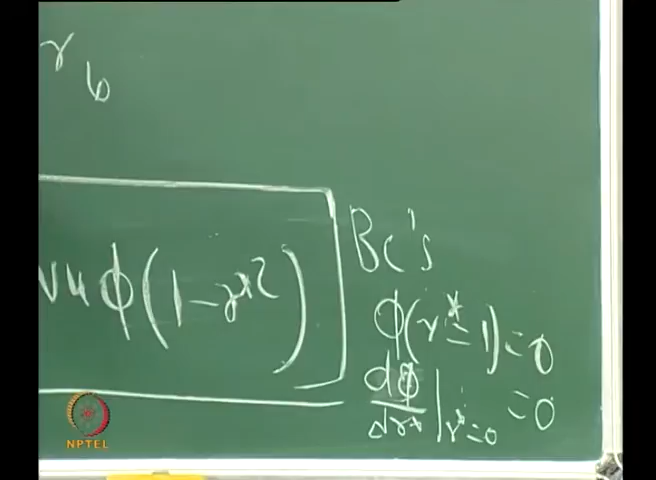 r b
Nu φ(1-r*²)
Bc's
φ(r*=1)=0
dφ/dr*|r*=0 =0
NPTEL